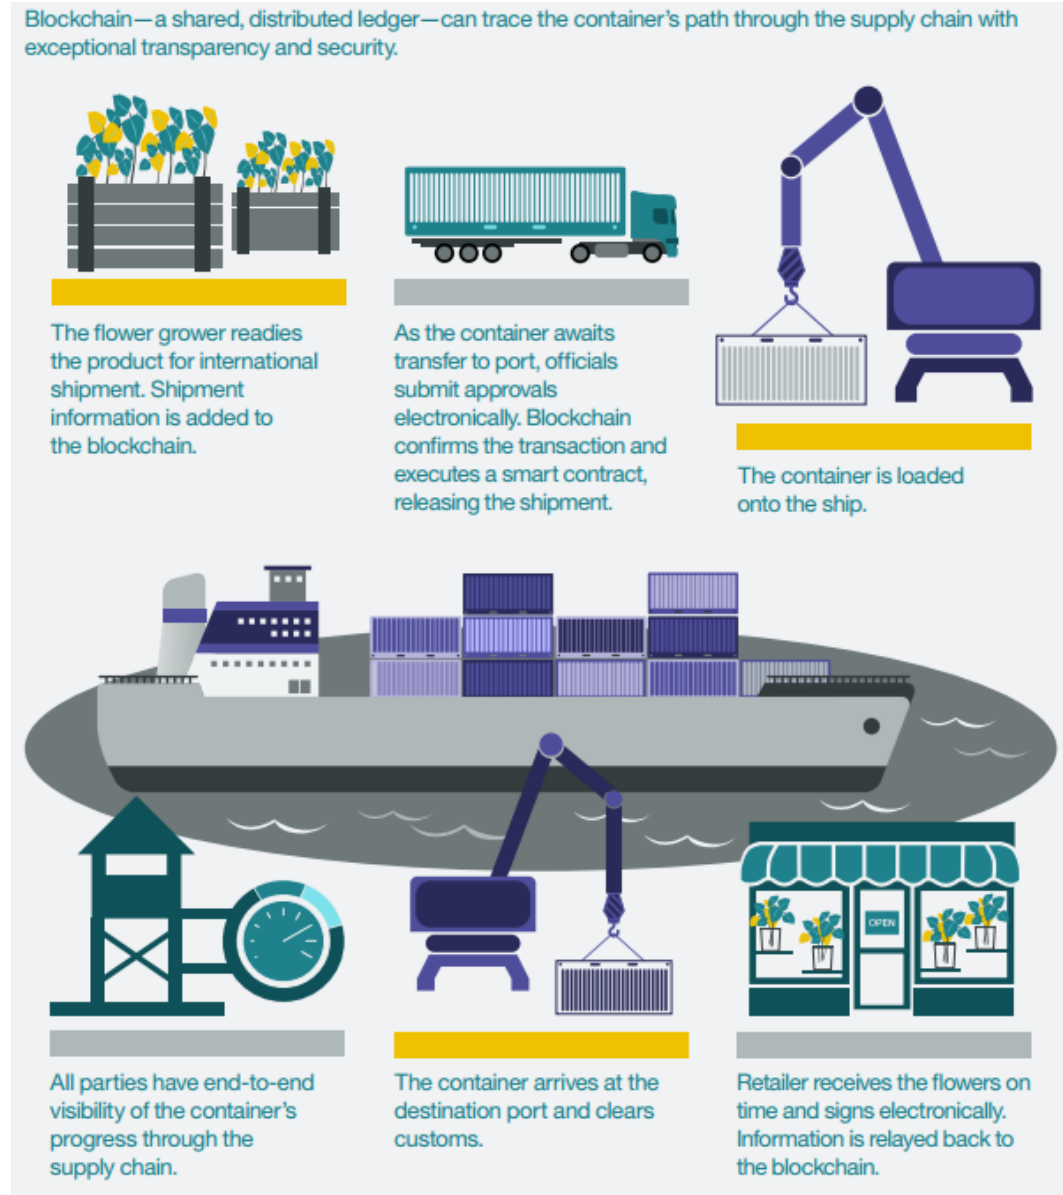 Blockchain—a shared, distributed ledger—can trace the container's path through the supply chain with
exceptional transparency and security.
The flower grower readies
the product for international
shipment. Shipment
information is added to
the blockchain.
As the container awaits
transfer to port, officials
submit approvals
electronically. Blockchain
confirms the transaction and
executes a smart contract,
releasing the shipment.
The container is loaded
onto the ship.
OPEN
All parties have end-to-end
visibility of the container's
progress through the
supply chain.
The container arrives at the
destination port and clears
customs.
Retailer receives the flowers on
time and signs electronically.
Information is relayed back to
the blockchain.